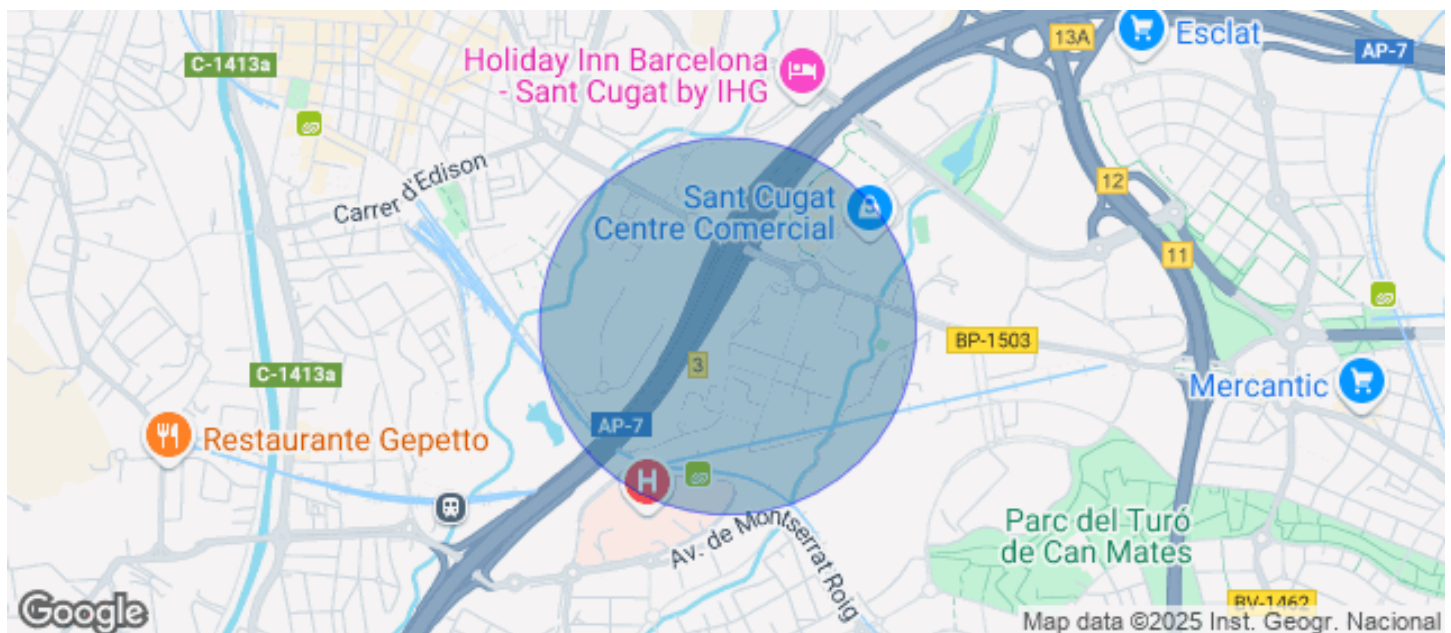 13A
Esclat
AP-7
C-1413a
Holiday Inn Barcelona
- Sant Cugat by IHG
Carrer d'Edison
12
Sant Cugat
Centre Comercial
11
BP-1503
3
C-1413a
Mercantic
AP-7
Restaurante Gepetto
H
Parc del Turó
de Can Mates
Av. de Montserrat Roig
BV-1462
Google
Map data ©2025 Inst. Geogr. Nacional